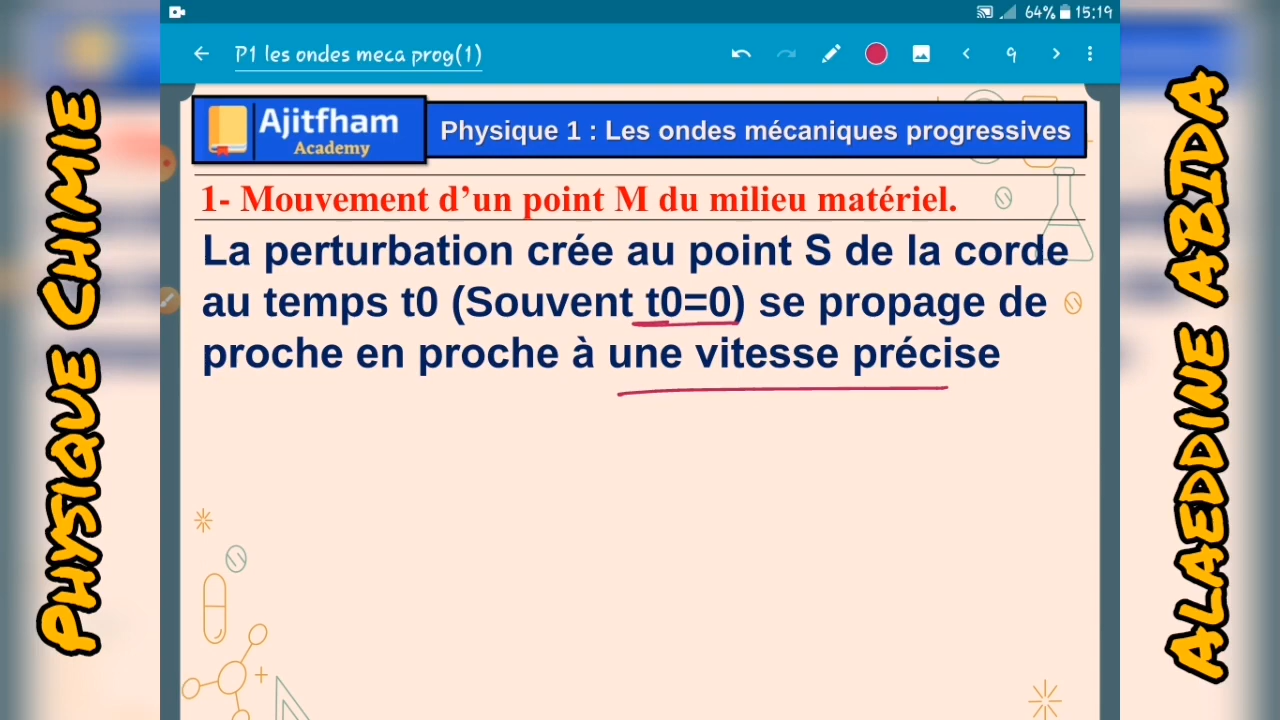 64% 15:19
P1 les ondes meca prog(1)
9
Ajitfham
Academy
Physique 1 : Les ondes mécaniques progressives
1- Mouvement d’un point M du milieu matériel.
La perturbation crée au point S de la corde
au temps t0 (Souvent t0=0) se propage de
proche en proche à une vitesse précise
PHYSIQUE CHIMIE
ALAEDDINE ABIDA